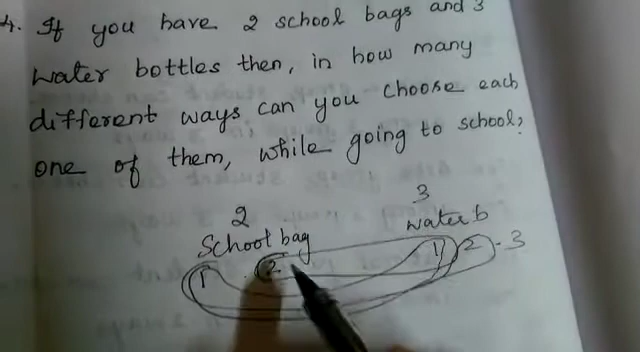 4. If you have 2 school bags and 3
water bottles then, in how many
different ways can you choose each
one of them, while going to school?
2 3
School bag water b
1 2 1 2 - 3